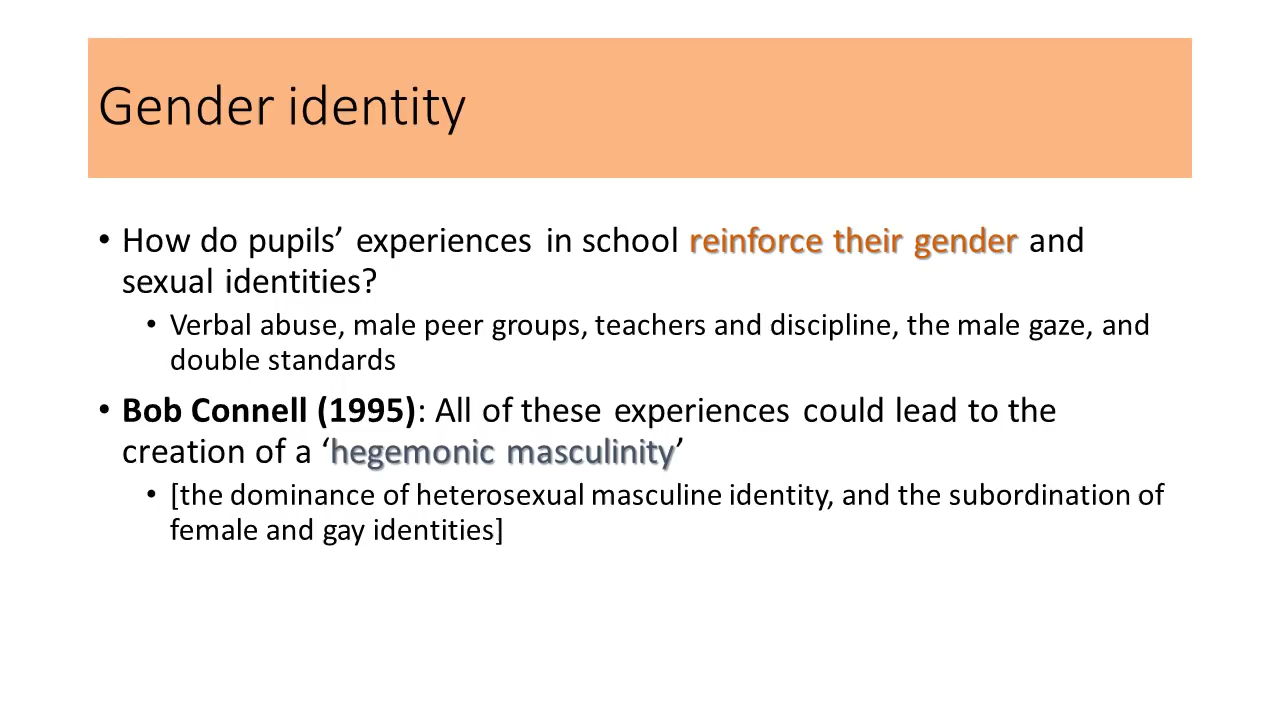 Gender identity
• How do pupils’ experiences in school reinforce their gender and
sexual identities?
• Verbal abuse, male peer groups, teachers and discipline, the male gaze, and
double standards
• Bob Connell (1995): All of these experiences could lead to the
creation of a ‘hegemonic masculinity’
• [the dominance of heterosexual masculine identity, and the subordination of
female and gay identities]